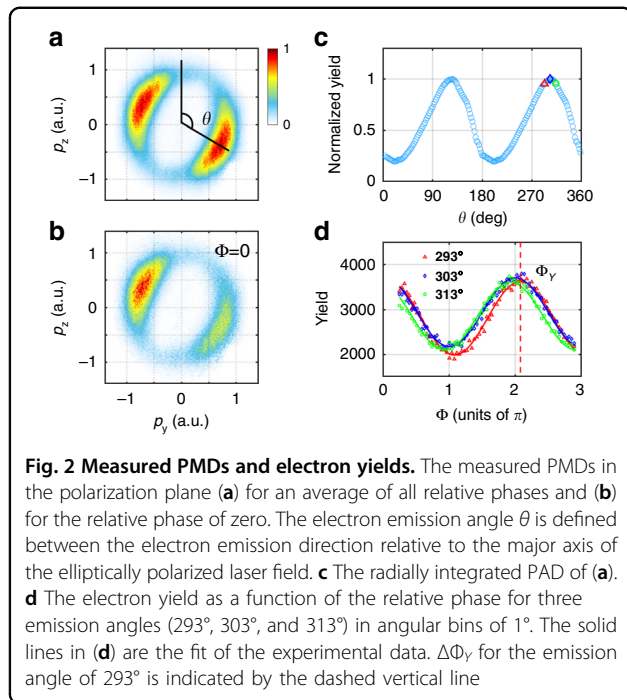 a
1
0
1
0
−1
p_z (a.u.)
θ
b
Φ=0
1
0
−1
p_z (a.u.)
−1 0 1
p_y (a.u.)
c
1
0.5
0
Normalized yield
0 90 180 270 360
θ (deg)
d
293°
303°
313°
Φ_Y
4000
3000
2000
Yield
0 1 2 3
Φ (units of π)
Fig. 2 Measured PMDs and electron yields. The measured PMDs in
the polarization plane (a) for an average of all relative phases and (b)
for the relative phase of zero. The electron emission angle θ is defined
between the electron emission direction relative to the major axis of
the elliptically polarized laser field. c The radially integrated PAD of (a).
d The electron yield as a function of the relative phase for three
emission angles (293°, 303°, and 313°) in angular bins of 1°. The solid
lines in (d) are the fit of the experimental data. ΔΦ_Y for the emission
angle of 293° is indicated by the dashed vertical line